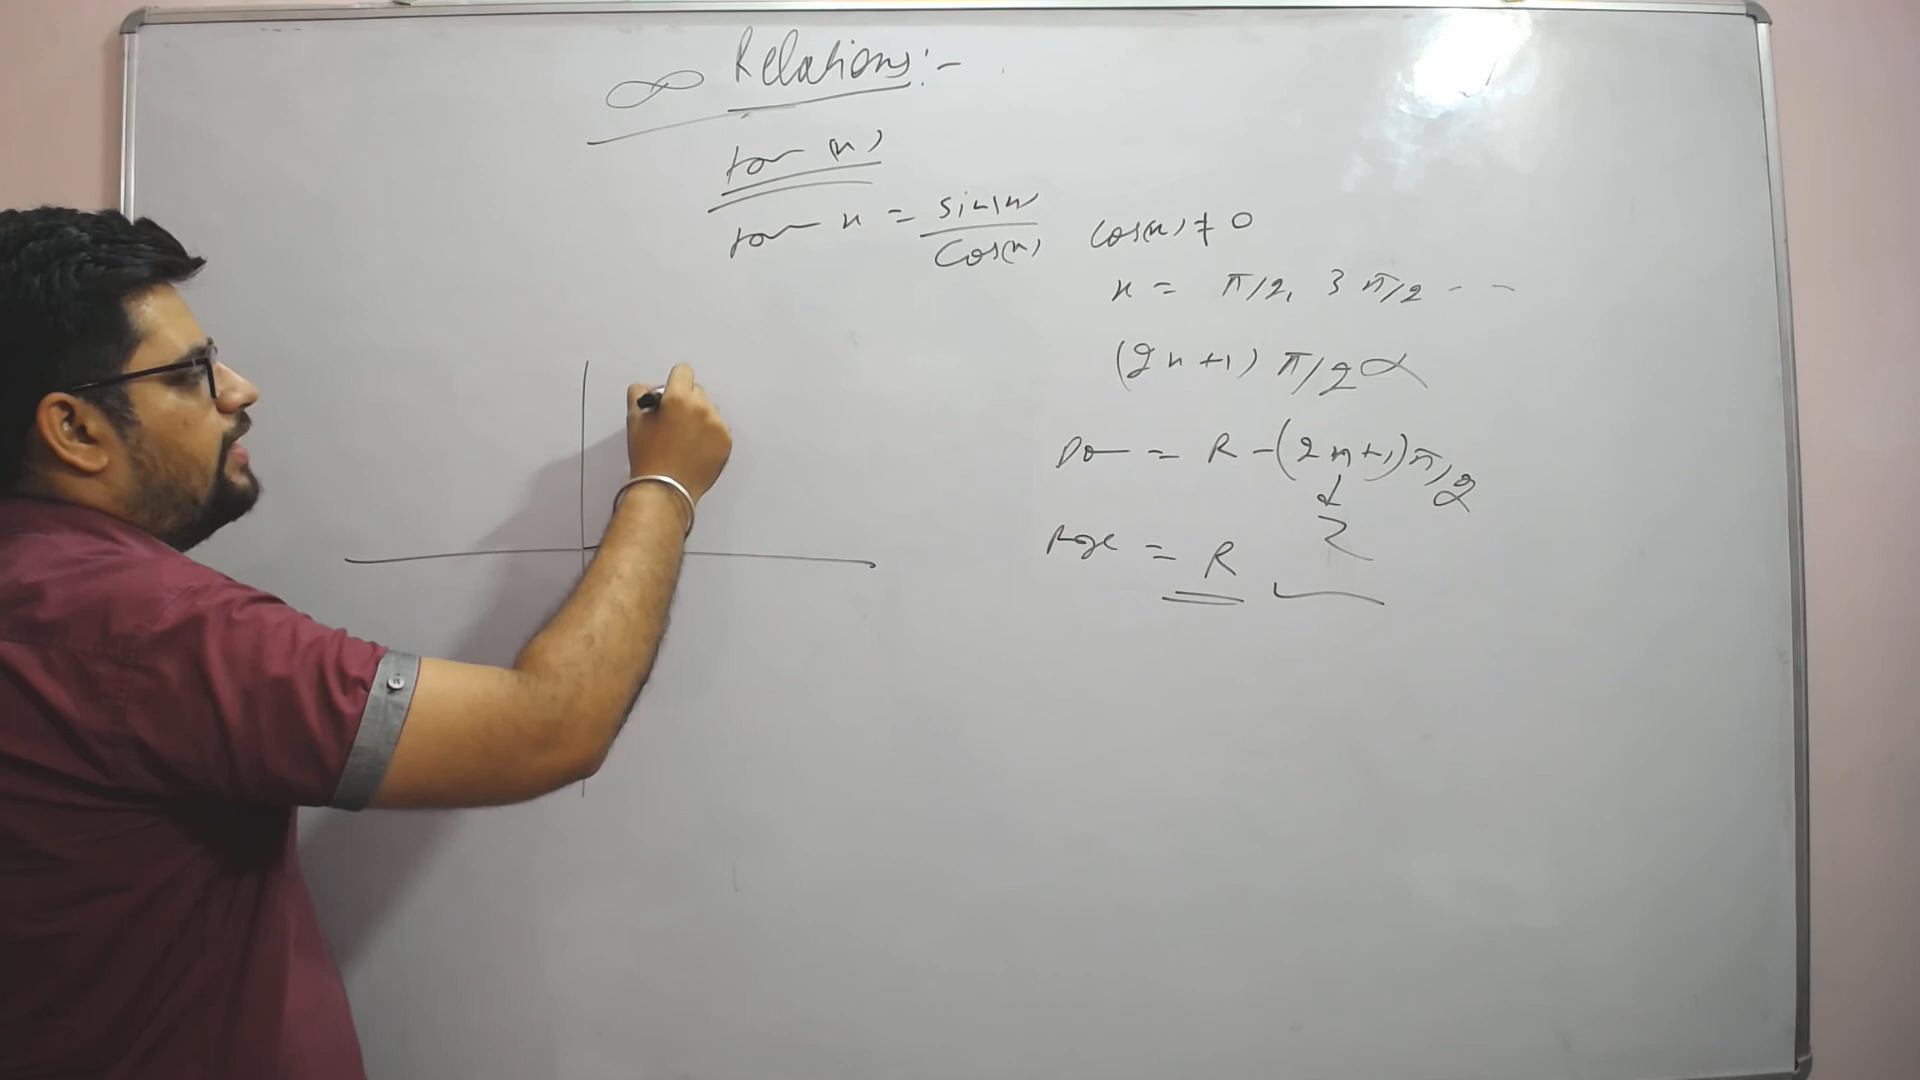 ∞ Relations:-
tan (x)
tan x = sin(x) / cos(x) cos(x) ≠ 0
x = π/2, 3π/2 - -
(2n+1) π/2
Do = R - (2n+1)π/2
Z
Rge = R